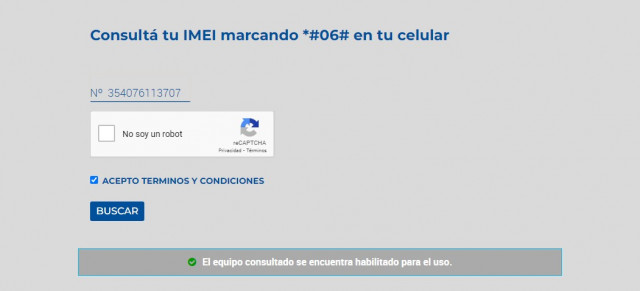 Consultá tu IMEI marcando *#06# en tu celular
Nº 354076113707
No soy un robot
reCAPTCHA
Privacidad - Términos
ACEPTO TERMINOS Y CONDICIONES
BUSCAR
El equipo consultado se encuentra habilitado para el uso.